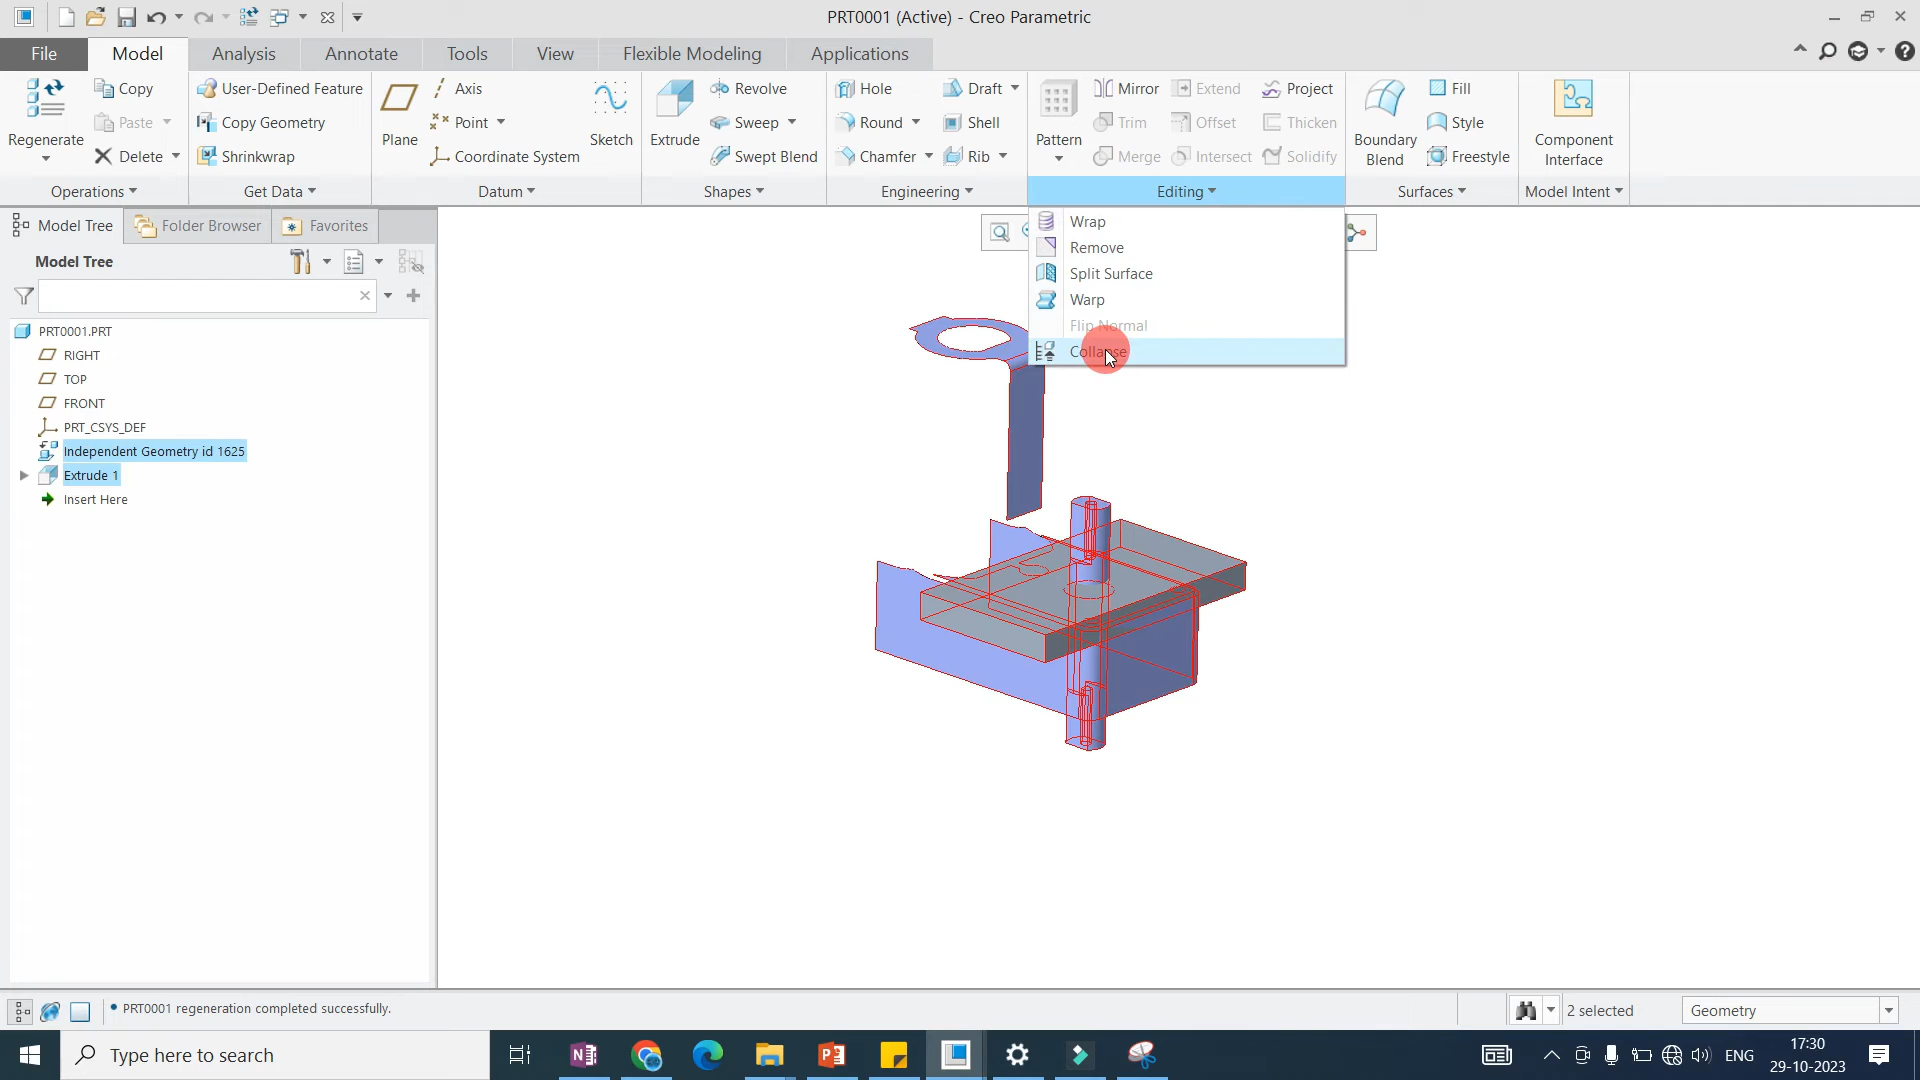 PRT0001 (Active) - Creo Parametric
File Model Analysis Annotate Tools View Flexible Modeling Applications
Copy User-Defined Feature Axis Revolve Hole Draft Mirror Extend Project Fill
Regenerate Paste Copy Geometry Plane Point Sketch Extrude Sweep Round Shell Pattern Trim Offset Thicken Boundary Blend Style Component Interface
Delete Shrinkwrap Coordinate System Swept Blend Chamfer Rib Merge Intersect Solidify Freestyle
Operations Get Data Datum Shapes Engineering Editing Surfaces Model Intent
Model Tree Folder Browser Favorites
Model Tree
PRT0001.PRT
RIGHT
TOP
FRONT
PRT_CSYS_DEF
Independent Geometry id 1625
Extrude 1
Insert Here
Wrap
Remove
Split Surface
Warp
Flip Normal
Collapse
PRT0001 regeneration completed successfully.
2 selected
Geometry
Type here to search
ENG
17:30
29-10-2023